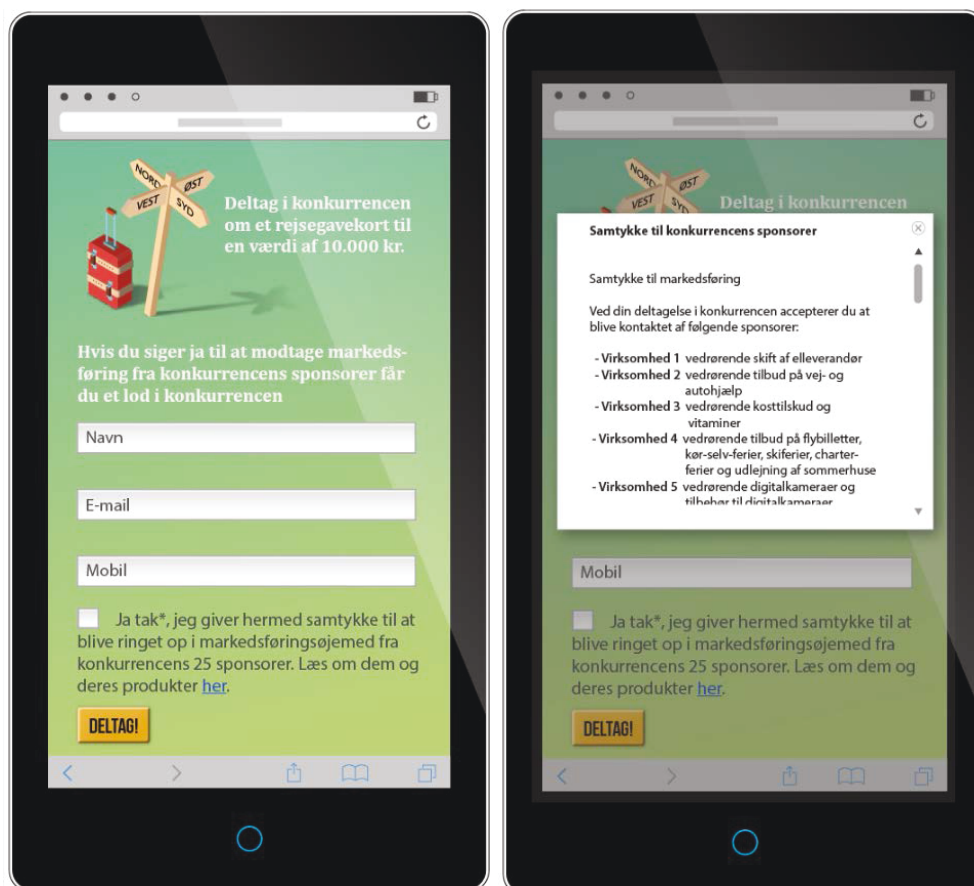 NORD
ØST
VEST
SYD
Deltag i konkurrencen
om et rejsegavekort til
en værdi af 10.000 kr.
Hvis du siger ja til at modtage markeds-
føring fra konkurrencens sponsorer får
du et lod i konkurrencen
Navn
E-mail
Mobil
Ja tak*, jeg giver hermed samtykke til at
blive ringet op i markedsføringsøjemed fra
konkurrencens 25 sponsorer. Læs om dem og
deres produkter her.
DELTAG!
NORD
ØST
VEST
SYD
Deltag i konkurrencen
Samtykke til konkurrencens sponsorer
Samtykke til markedsføring
Ved din deltagelse i konkurrencen accepterer du at
blive kontaktet af følgende sponsorer:
- Virksomhed 1 vedrørende skift af elleverandør
- Virksomhed 2 vedrørende tilbud på vej- og
autohjælp
- Virksomhed 3 vedrørende kosttilskud og
vitaminer
- Virksomhed 4 vedrørende tilbud på flybilletter,
kør-selv-ferier, skiferier, charter-
ferier og udlejning af sommerhuse
- Virksomhed 5 vedrørende digitalkameraer og
tilbehør til digitalkameraer
Mobil
Ja tak*, jeg giver hermed samtykke til at
blive ringet op i markedsføringsøjemed fra
konkurrencens 25 sponsorer. Læs om dem og
deres produkter her.
DELTAG!